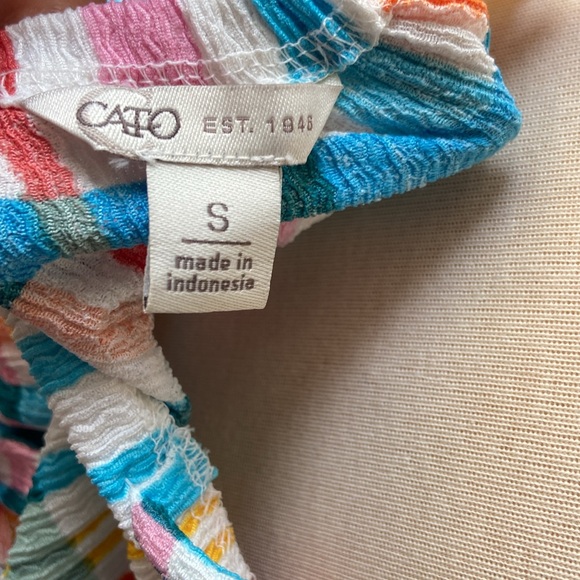 CATO EST. 1946
S
made in
indonesia